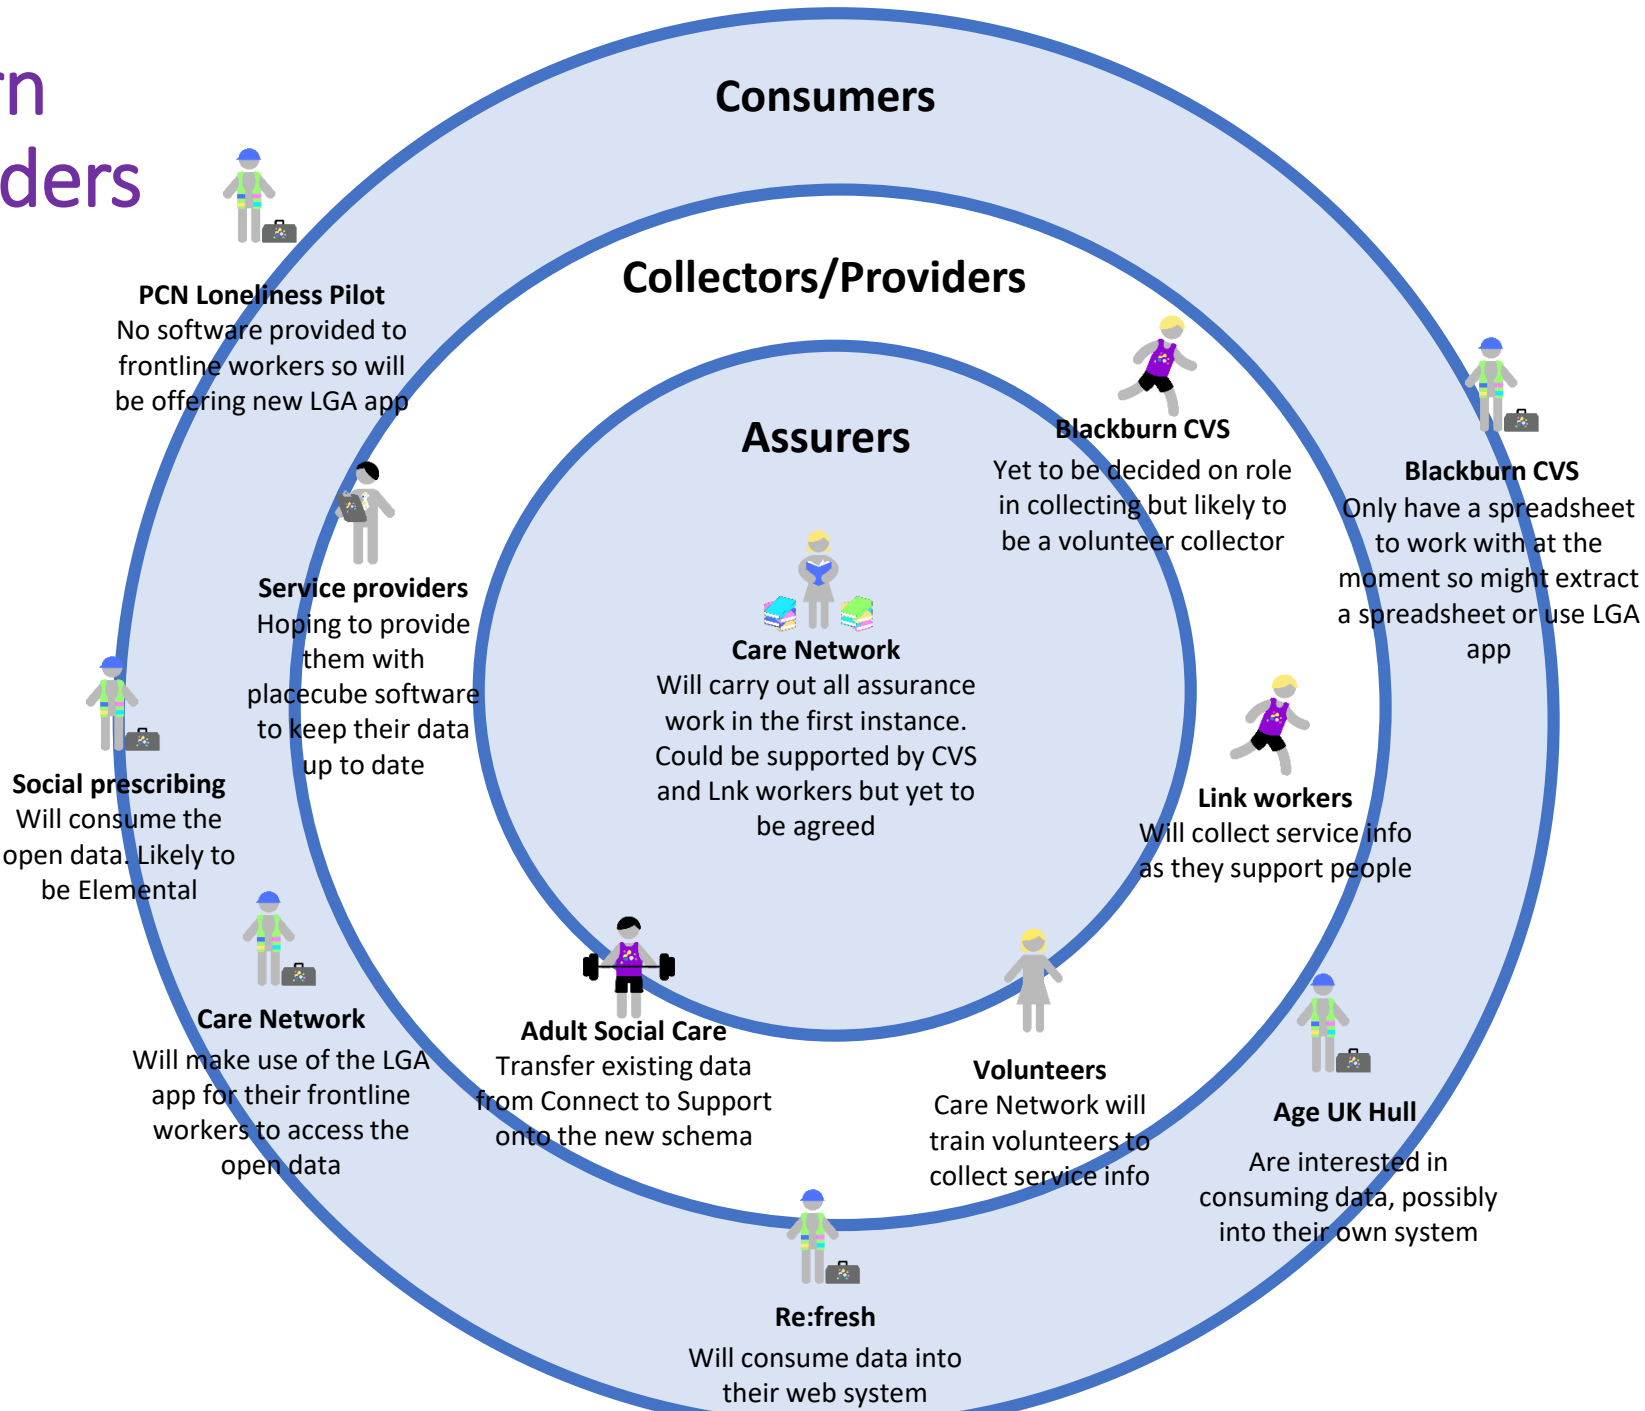 rn
ders
Consumers
Collectors/Providers
Assurers
PCN Loneliness Pilot
No software provided to
frontline workers so will
be offering new LGA app
Blackburn CVS
Yet to be decided on role
in collecting but likely to
be a volunteer collector
Blackburn CVS
Only have a spreadsheet
to work with at the
moment so might extract
a spreadsheet or use LGA
app
Service providers
Hoping to provide
them with
placecube software
to keep their data
up to date
Care Network
Will carry out all assurance
work in the first instance.
Could be supported by CVS
and Lnk workers but yet to
be agreed
Social prescribing
Will consume the
open data. Likely to
be Elemental
Link workers
Will collect service info
as they support people
Care Network
Will make use of the LGA
app for their frontline
workers to access the
open data
Adult Social Care
Transfer existing data
from Connect to Support
onto the new schema
Volunteers
Care Network will
train volunteers to
collect service info
Age UK Hull
Are interested in
consuming data, possibly
into their own system
Re:fresh
Will consume data into
their web system